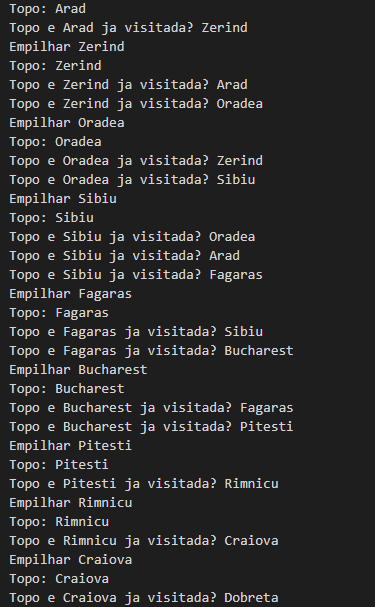 Topo: Arad
Topo e Arad ja visitada? Zerind
Empilhar Zerind
Topo: Zerind
Topo e Zerind ja visitada? Arad
Topo e Zerind ja visitada? Oradea
Empilhar Oradea
Topo: Oradea
Topo e Oradea ja visitada? Zerind
Topo e Oradea ja visitada? Sibiu
Empilhar Sibiu
Topo: Sibiu
Topo e Sibiu ja visitada? Oradea
Topo e Sibiu ja visitada? Arad
Topo e Sibiu ja visitada? Fagaras
Empilhar Fagaras
Topo: Fagaras
Topo e Fagaras ja visitada? Sibiu
Topo e Fagaras ja visitada? Bucharest
Empilhar Bucharest
Topo: Bucharest
Topo e Bucharest ja visitada? Fagaras
Topo e Bucharest ja visitada? Pitesti
Empilhar Pitesti
Topo: Pitesti
Topo e Pitesti ja visitada? Rimnicu
Empilhar Rimnicu
Topo: Rimnicu
Topo e Rimnicu ja visitada? Craiova
Empilhar Craiova
Topo: Craiova
Topo e Craiova ja visitada? Dobreta